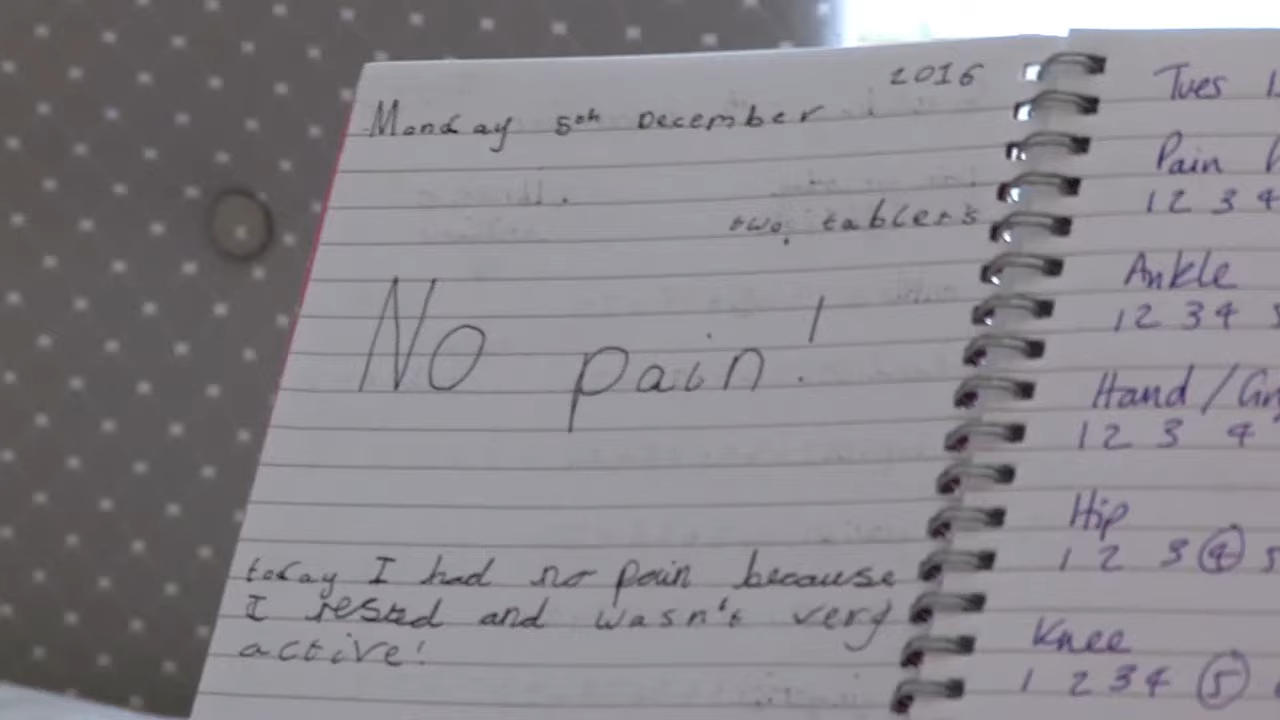 2016
Monday 5th December
two tablets
No pain!
today I had no pain because
I rested and wasn't very
active!
Tues
Pain
1 2 3 4
Ankle
1 2 3 4
Hand /
1 2 3 4
Hip
1 2 3 4 5
Knee
1 2 3 4 5